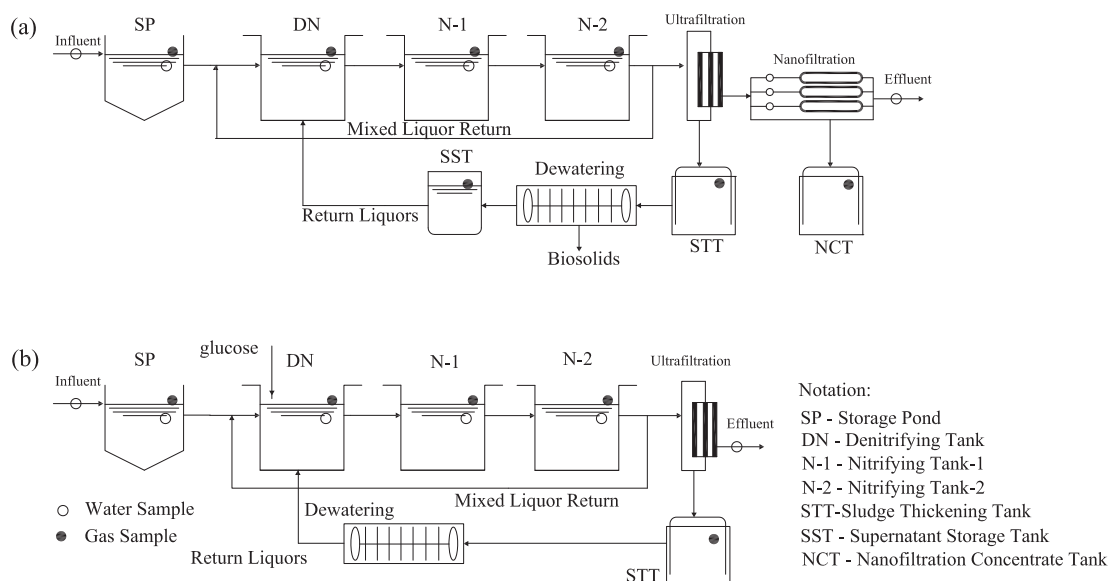 (a)
SP
DN
N-1
N-2
Ultrafiltration
Influent
Nanofiltration
Effluent
Mixed Liquor Return
SST
Dewatering
Return Liquors
Biosolids
STT
NCT
(b)
SP
glucose
DN
N-1
N-2
Ultrafiltration
Influent
Effluent
Mixed Liquor Return
Dewatering
Return Liquors
STT
Water Sample
Gas Sample
Notation:
SP - Storage Pond
DN - Denitrifying Tank
N-1 - Nitrifying Tank-1
N-2 - Nitrifying Tank-2
STT-Sludge Thickening Tank
SST - Supernatant Storage Tank
NCT - Nanofiltration Concentrate Tank